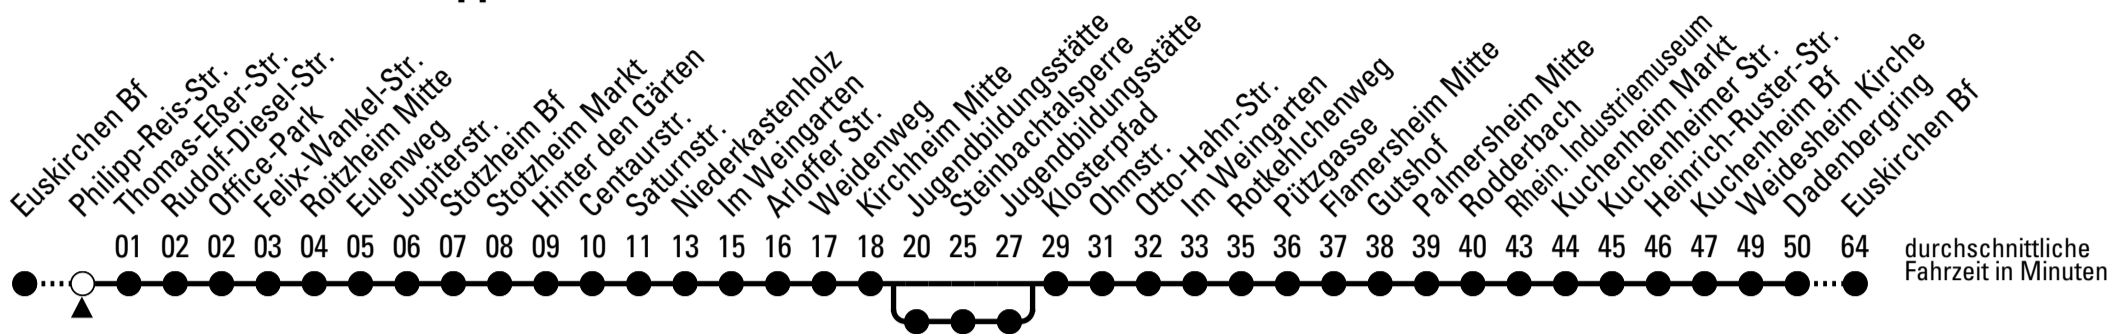 Euskirchen Bf
Philipp-Reis-Str.
Thomas-Eßer-Str.
Rudolf-Diesel-Str.
Office-Park
Felix-Wankel-Str.
Roitzheim Mitte
Eulenweg
Jupiterstr.
Stotzheim Bf
Stotzheim Markt
Hinter den Gärten
Centaurstr.
Saturnstr.
Niederkastenholz
Im Weingarten
Arloffer Str.
Weidenweg
Kirchheim Mitte
Jugendbildungsstätte
Steinbachtalsperre
Jugendbildungsstätte
Klosterpfad
Ohmstr.
Otto-Hahn-Str.
Im Weingarten
Rotkehlchenweg
Pützgasse
Flamersheim Mitte
Gutshof
Palmersheim Mitte
Rodderbach
Rhein. Industriemuseum
Kuchenheim Markt
Kuchenheimer Str.
Heinrich-Ruster-Str.
Kuchenheim Bf
Weidesheim Kirche
Dadenbergring
Euskirchen Bf
01 02 02 03 04 05 06 07 08 09 10 11 13 15 16 17 18 20 25 27 29 31 32 33 35 36 37 38 39 40 43 44 45 46 47 49 50 64
durchschnittliche
Fahrzeit in Minuten